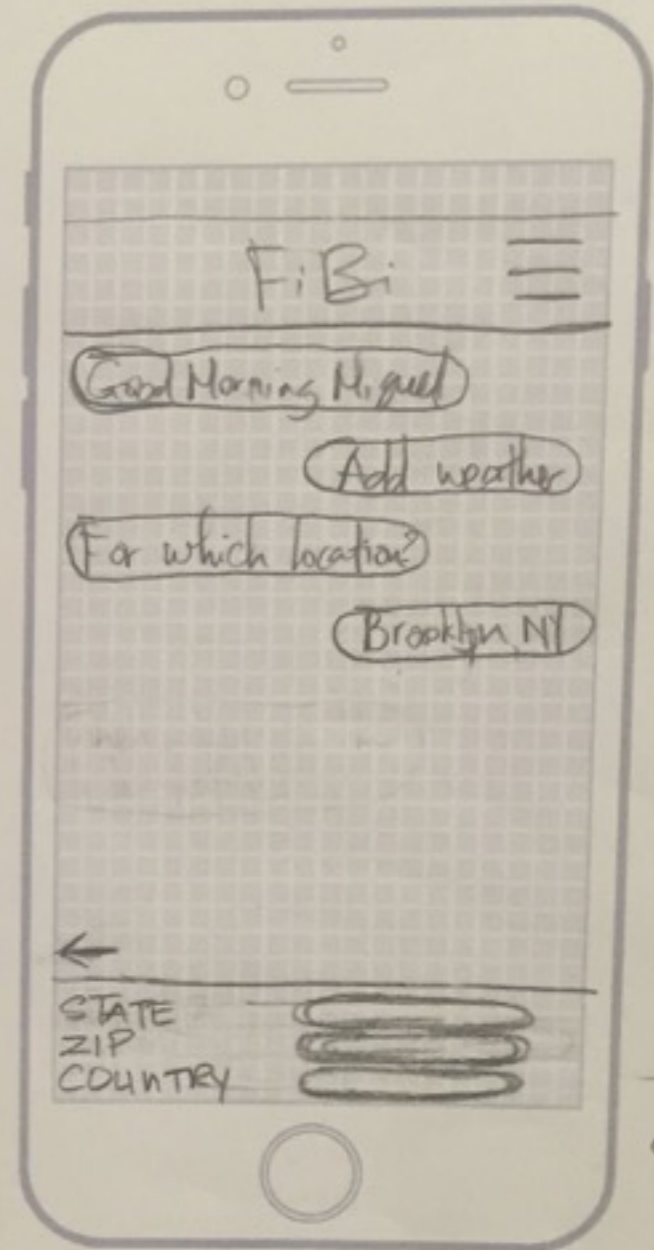 FiBi
Good Morning Miguel
Add weather
For which location?
Brooklyn, NY
STATE
ZIP
COUNTRY